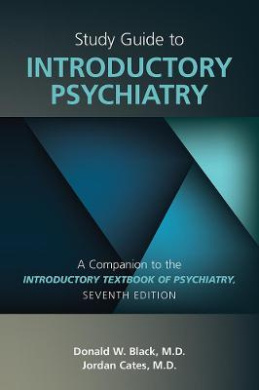 Study Guide to
INTRODUCTORY
PSYCHIATRY
A Companion to the
INTRODUCTORY TEXTBOOK OF PSYCHIATRY,
SEVENTH EDITION
Donald W. Black, M.D.
Jordan Cates, M.D.